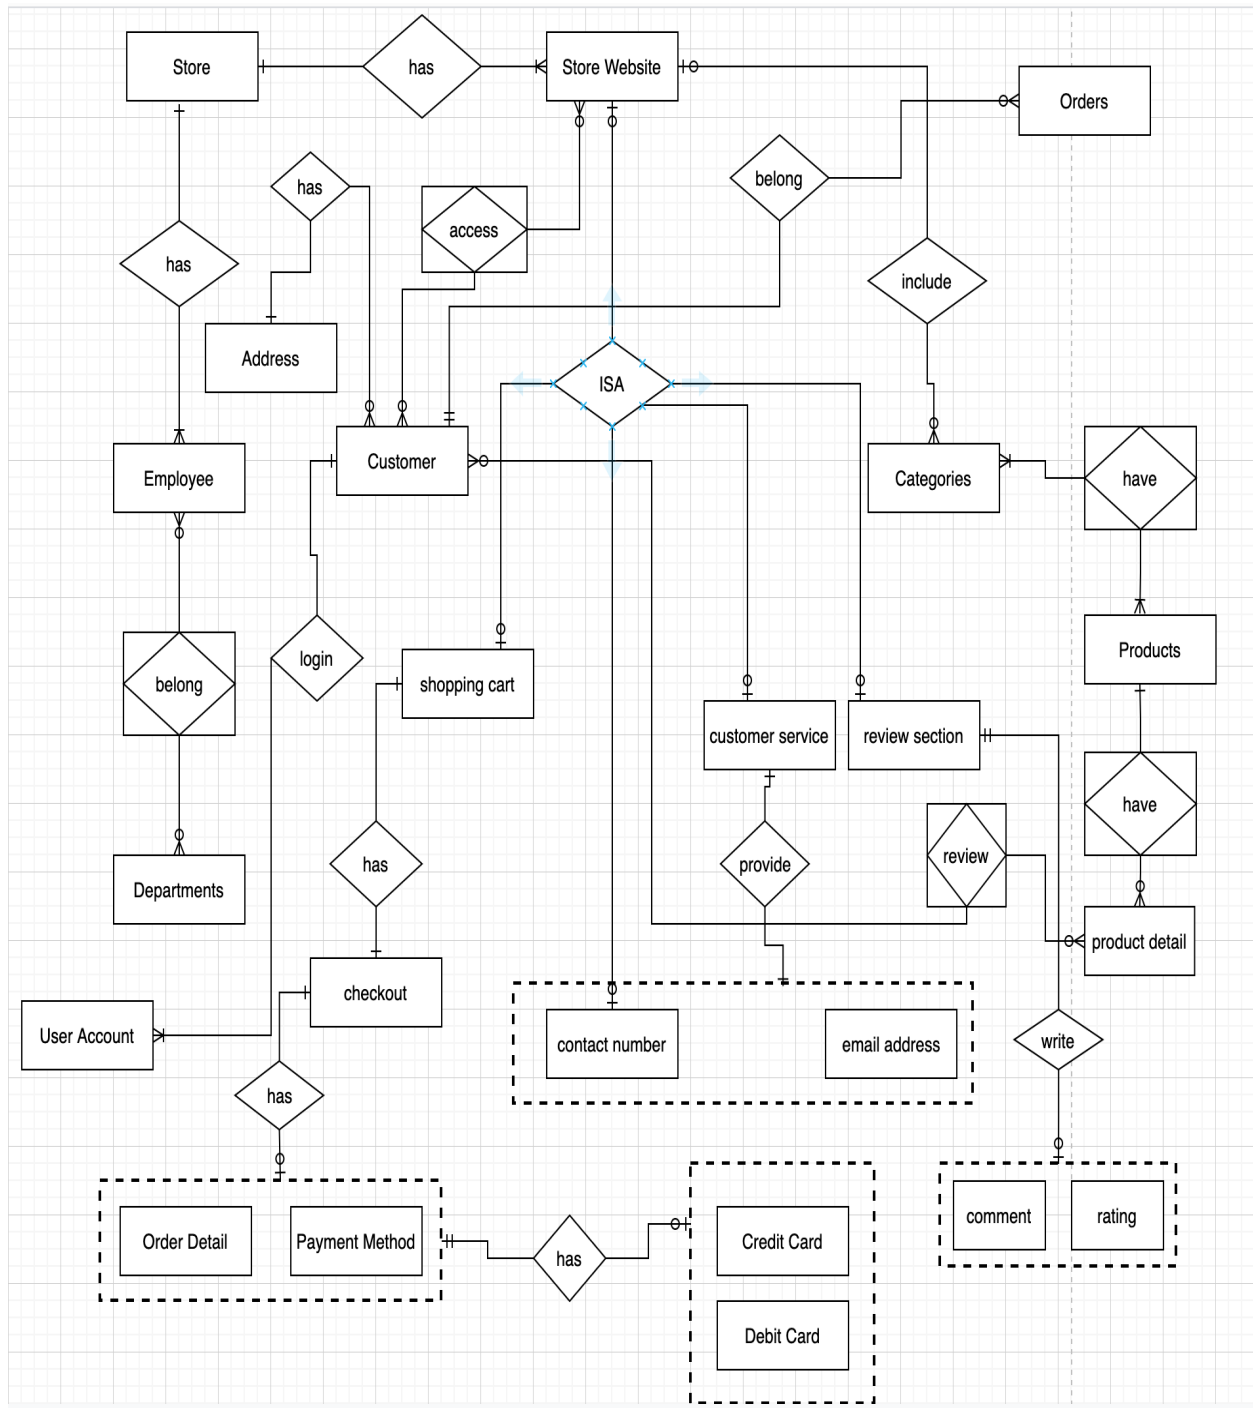 Store
has
Store Website
Orders
has
belong
access
has
include
Address
ISA
Customer
Employee
Categories
have
login
belong
shopping cart
Products
customer service
review section
have
has
provide
review
Departments
product detail
checkout
User Account
contact number
email address
write
has
Order Detail
Payment Method
has
Credit Card
comment
rating
Debit Card